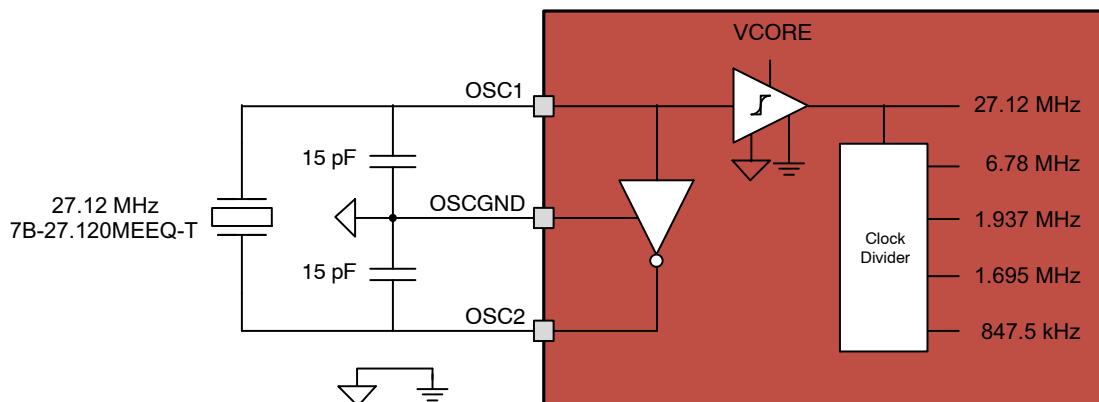 VCORE
OSC1
27.12 MHz
15 pF
6.78 MHz
27.12 MHz
7B-27.120MEEQ-T
OSCGND
1.937 MHz
Clock
Divider
15 pF
1.695 MHz
OSC2
847.5 kHz